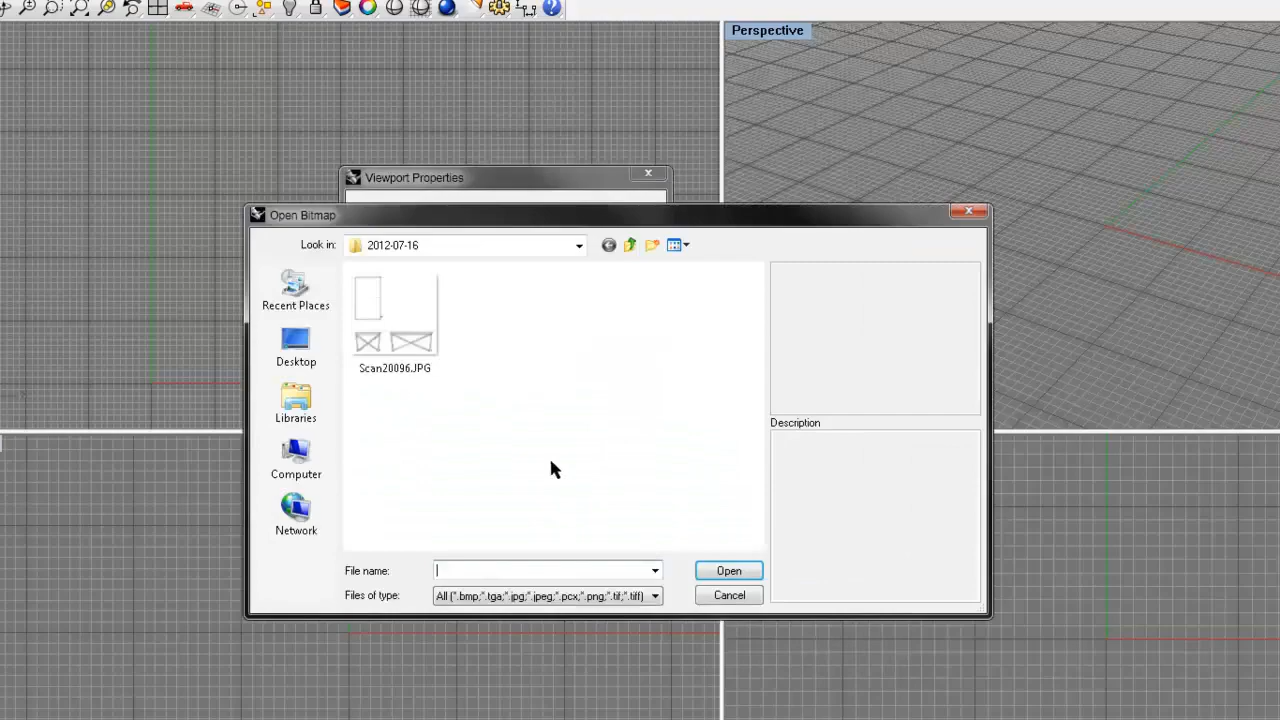 Perspective
Viewport Properties
Open Bitmap
Look in: 2012-07-16
Recent Places
Desktop
Libraries
Computer
Network
Scan20096.JPG
Description
File name:
Open
Files of type: All (*.bmp;*.tga;*.jpg;*.jpeg;*.pcx;*.png;*.tif;*.tiff)
Cancel